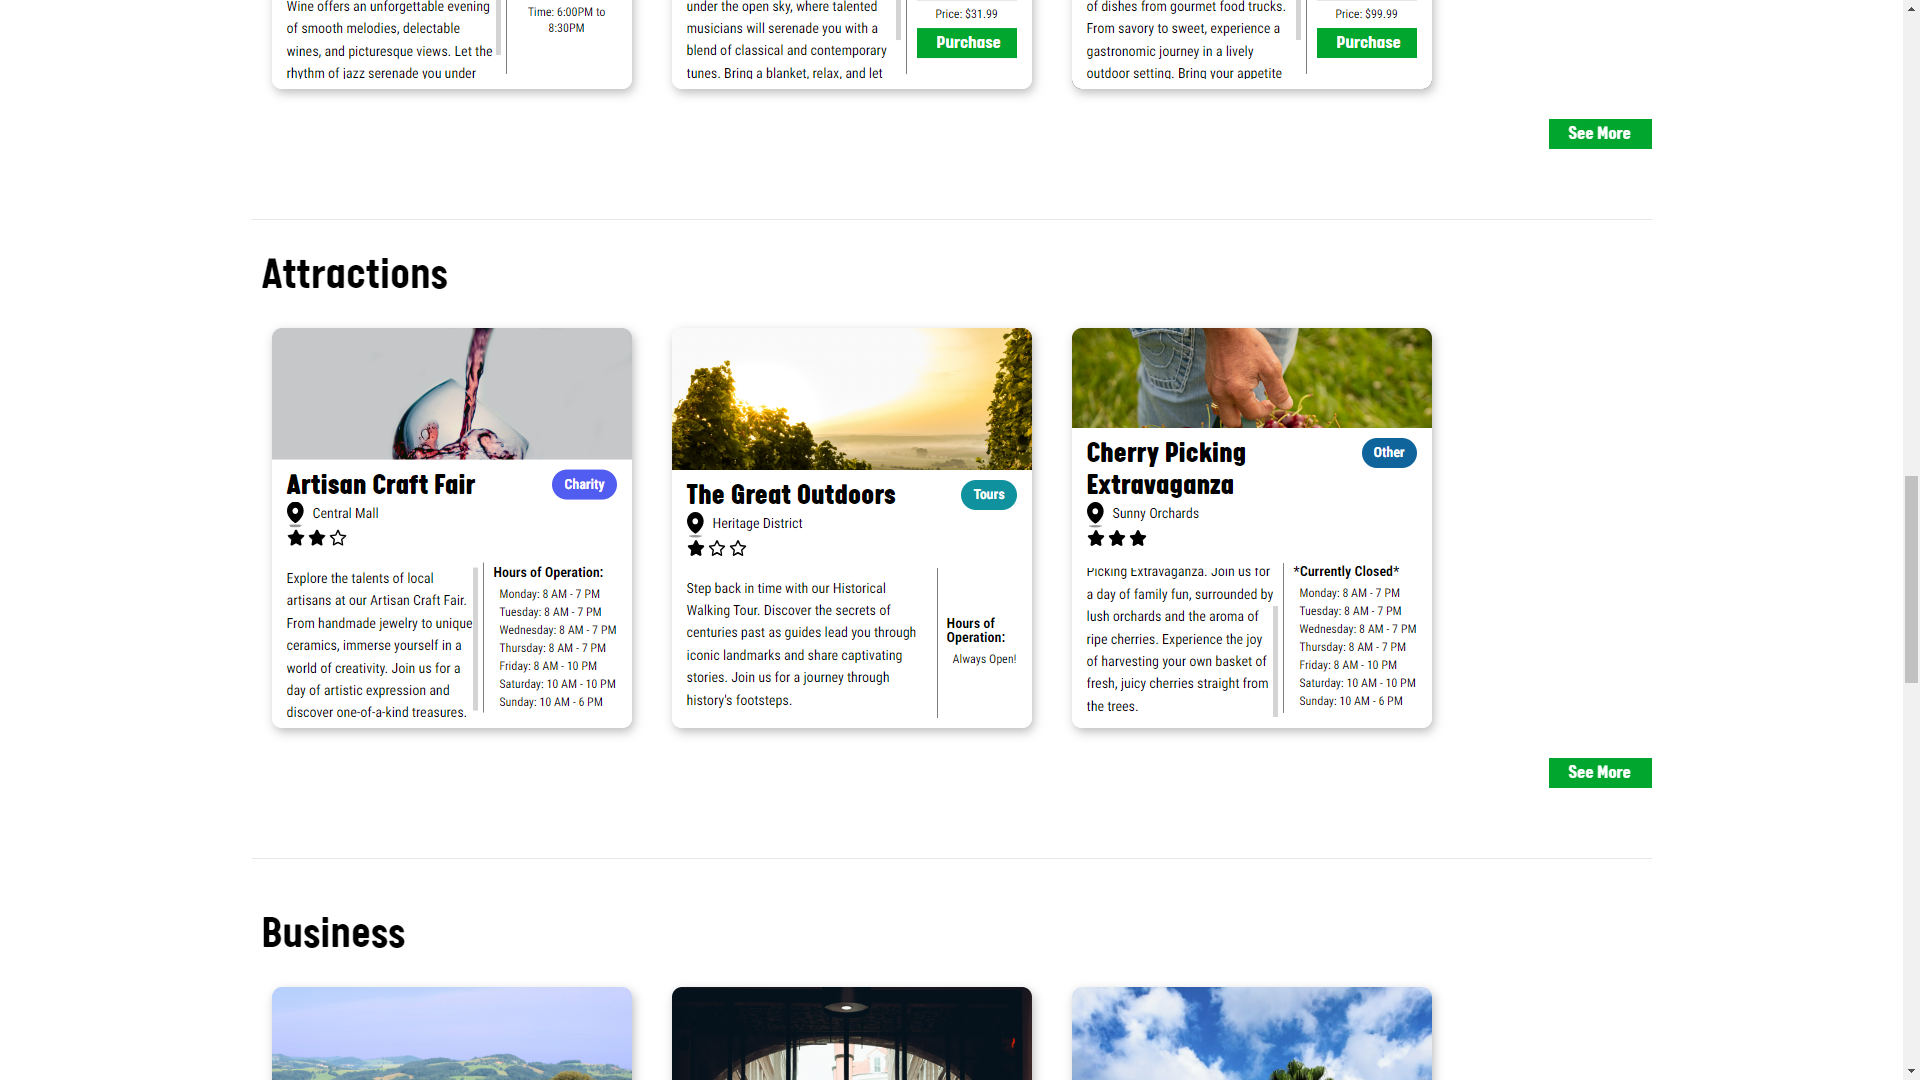 Wine offers an unforgettable evening
of smooth melodies, delectable
wines, and picturesque views. Let the
rhythm of jazz serenade you under
Time: 6:00PM to
8:30PM
under the open sky, where talented
musicians will serenade you with a
blend of classical and contemporary
tunes. Bring a blanket, relax, and let
Price: $31.99
Purchase
of dishes from gourmet food trucks.
From savory to sweet, experience a
gastronomic journey in a lively
outdoor setting. Bring your appetite
Price: $99.99
Purchase
See More
Attractions
Artisan Craft Fair
Charity
Central Mall
Explore the talents of local
artisans at our Artisan Craft Fair.
From handmade jewelry to unique
ceramics, immerse yourself in a
world of creativity. Join us for a
day of artistic expression and
discover one-of-a-kind treasures.
Hours of Operation:
Monday: 8 AM - 7 PM
Tuesday: 8 AM - 7 PM
Wednesday: 8 AM - 7 PM
Thursday: 8 AM - 7 PM
Friday: 8 AM - 10 PM
Saturday: 10 AM - 10 PM
Sunday: 10 AM - 6 PM
The Great Outdoors
Tours
Heritage District
Step back in time with our Historical
Walking Tour. Discover the secrets of
centuries past as guides lead you through
iconic landmarks and share captivating
stories. Join us for a journey through
history's footsteps.
Hours of
Operation:
Always Open!
Cherry Picking
Extravaganza
Other
Sunny Orchards
Picking Extravaganza. Join us for
a day of family fun, surrounded by
lush orchards and the aroma of
ripe cherries. Experience the joy
of harvesting your own basket of
fresh, juicy cherries straight from
the trees.
*Currently Closed*
Monday: 8 AM - 7 PM
Tuesday: 8 AM - 7 PM
Wednesday: 8 AM - 7 PM
Thursday: 8 AM - 7 PM
Friday: 8 AM - 10 PM
Saturday: 10 AM - 10 PM
Sunday: 10 AM - 6 PM
See More
Business